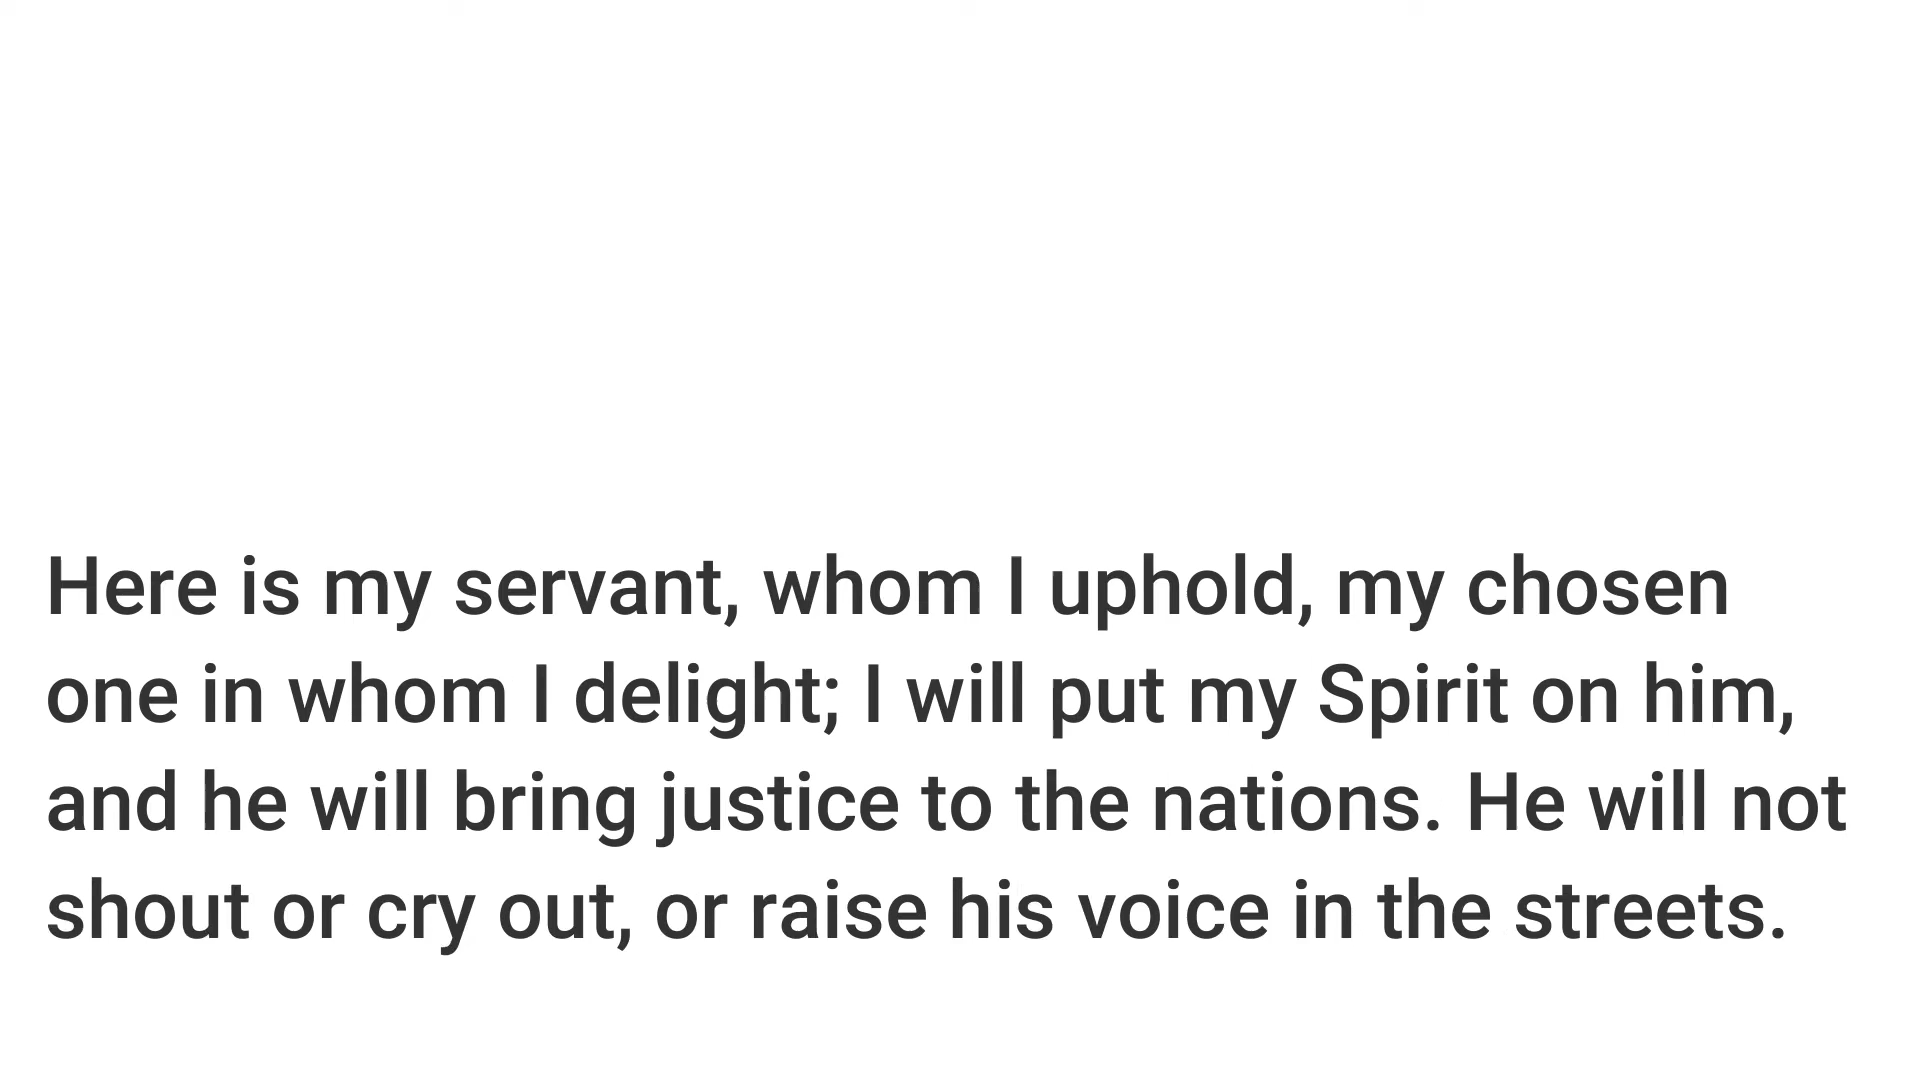 Here is my servant, whom I uphold, my chosen
one in whom I delight; I will put my Spirit on him,
and he will bring justice to the nations. He will not
shout or cry out, or raise his voice in the streets.